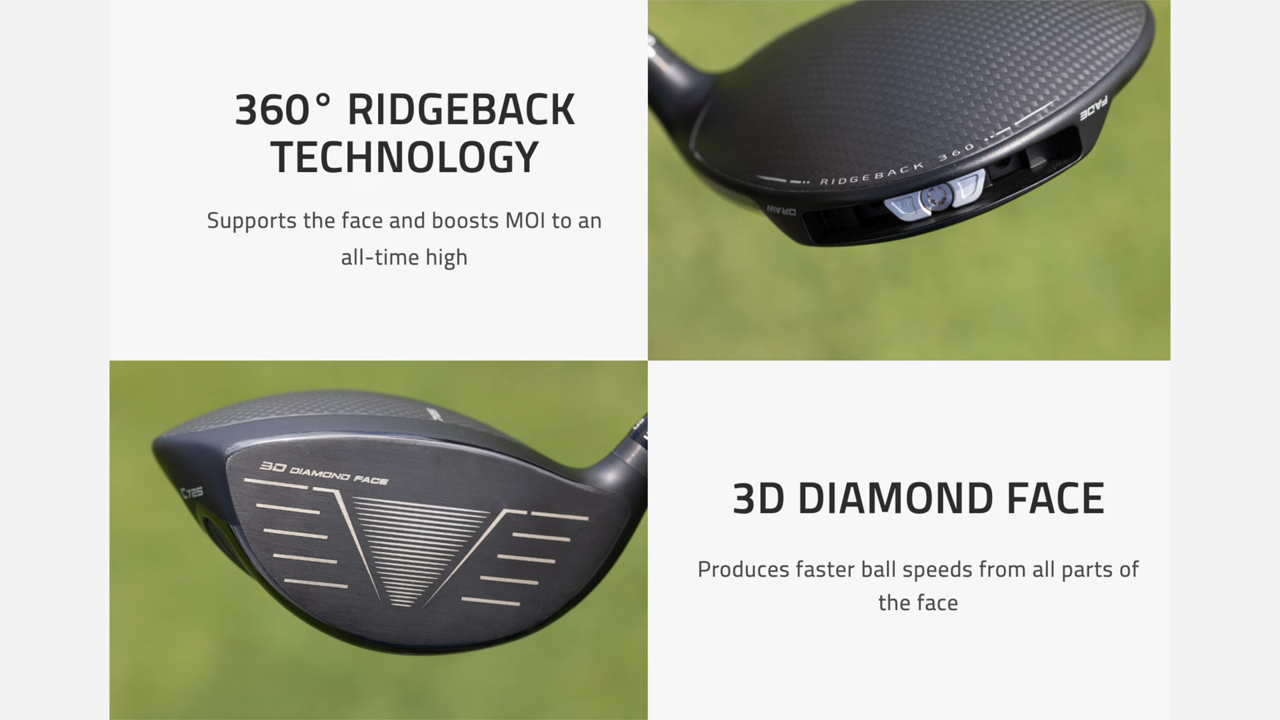 360° RIDGEBACK
TECHNOLOGY
Supports the face and boosts MOI to an
all-time high
RIDGEBACK 360
FADE
DRAW
3D DIAMOND FACE
C725
3D DIAMOND FACE
Produces faster ball speeds from all parts of
the face